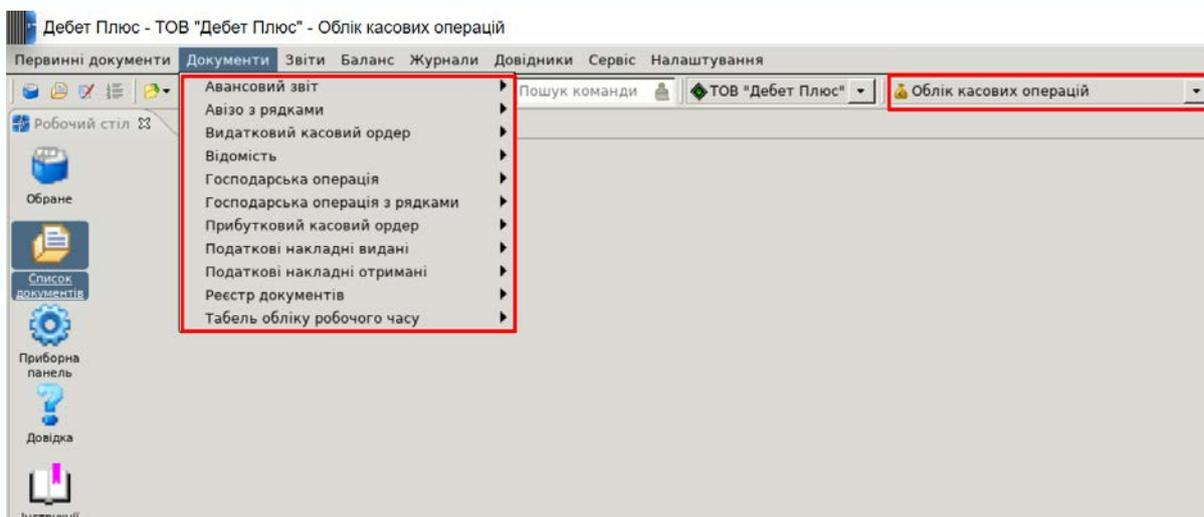 Дебет Плюс - ТОВ "Дебет Плюс" - Облік касових операцій
Первинні документи Документи Звіти Баланс Журнали Довідники Сервіс Налаштування
Пошук команди ТОВ "Дебет Плюс" Облік касових операцій
Робочий стіл
Авансовий звіт
Авізо з рядками
Видатковий касовий ордер
Відомість
Господарська операція
Господарська операція з рядками
Прибутковий касовий ордер
Податкові накладні видані
Податкові накладні отримані
Реєстр документів
Табель обліку робочого часу
Обране
Список
документів
Приборна
панель
Довідка